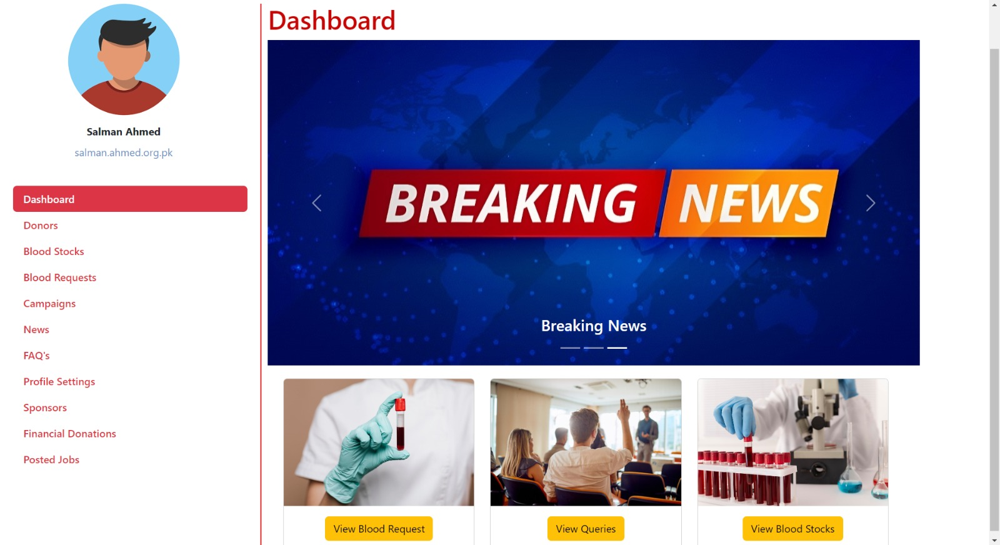 Salman Ahmed
salman.ahmed.org.pk
Dashboard
Donors
Blood Stocks
Blood Requests
Campaigns
News
FAQ's
Profile Settings
Sponsors
Financial Donations
Posted Jobs
Dashboard
BREAKING NEWS
Breaking News
View Blood Request
View Queries
View Blood Stocks